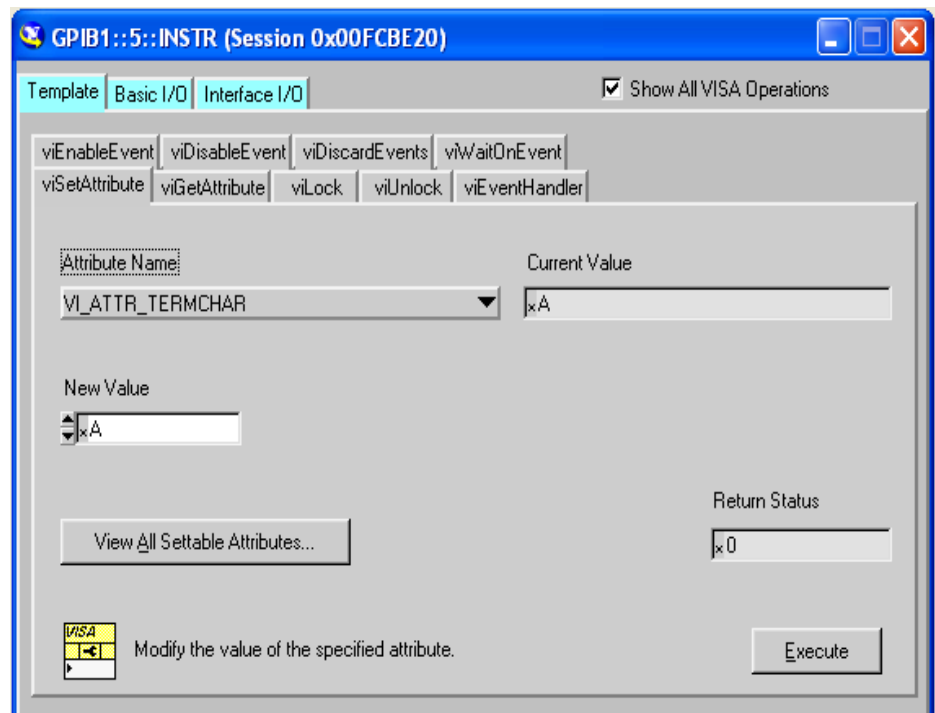 GPIB1::5::INSTR (Session 0x00FCBE20)
Template Basic I/O Interface I/O Show All VISA Operations
viEnableEvent viDisableEvent viDiscardEvents viWaitOnEvent
viSetAttribute viGetAttribute viLock viUnlock viEventHandler
Attribute Name Current Value
VI_ATTR_TERMCHAR xA
New Value
xA
Return Status
View All Settable Attributes... x0
VISA
Modify the value of the specified attribute. Execute